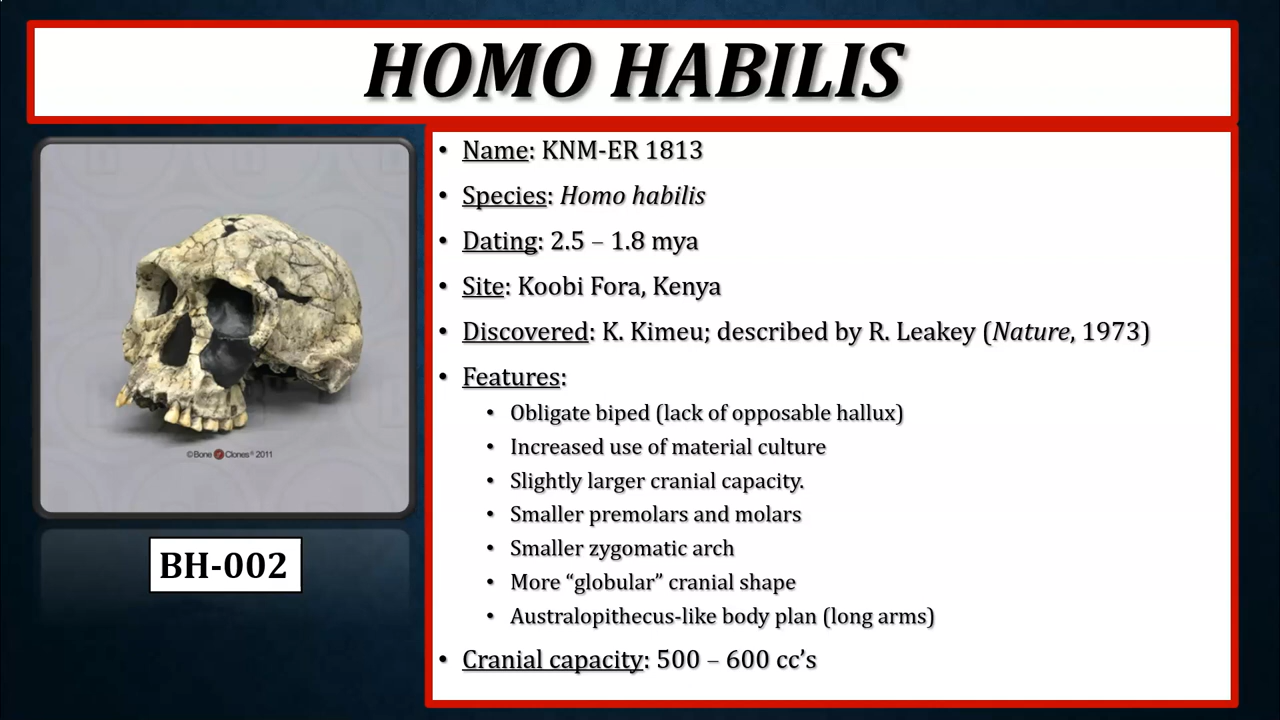 HOMO HABILIS
• Name: KNM-ER 1813
• Species: Homo habilis
• Dating: 2.5 – 1.8 mya
• Site: Koobi Fora, Kenya
• Discovered: K. Kimeu; described by R. Leakey (Nature, 1973)
• Features:
• Obligate biped (lack of opposable hallux)
• Increased use of material culture
• Slightly larger cranial capacity.
• Smaller premolars and molars
• Smaller zygomatic arch
• More “globular” cranial shape
• Australopithecus-like body plan (long arms)
• Cranial capacity: 500 – 600 cc’s
©Bone Clones® 2011
BH-002